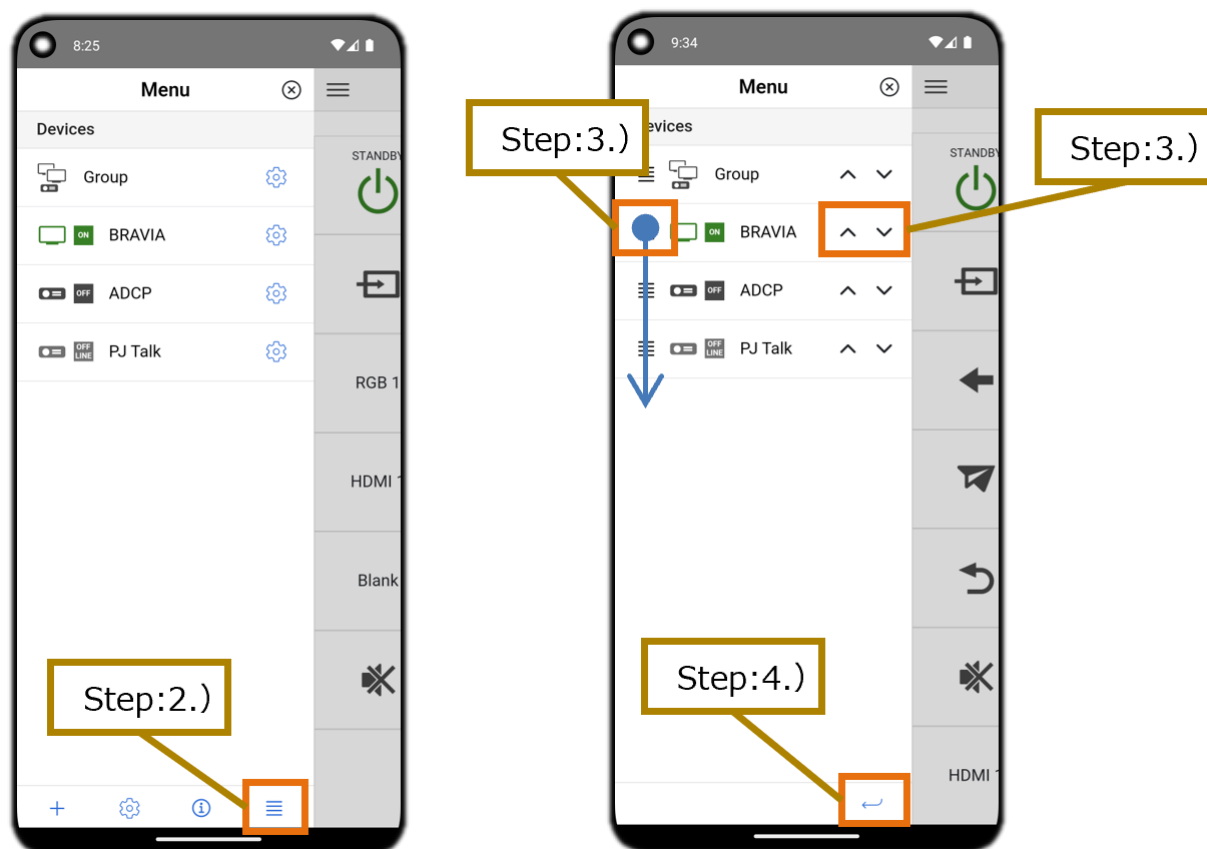 8:25
Menu
Devices
Group
ON
BRAVIA
OFF
ADCP
OFF
LINE
PJ Talk
STANDBY
RGB 1
HDMI 1
Blank
Step:2.)
9:34
Menu
evices
Step:3.)
Group
ON
BRAVIA
OFF
ADCP
OFF
LINE
PJ Talk
STANDBY
Step:3.)
Step:4.)
HDMI 1